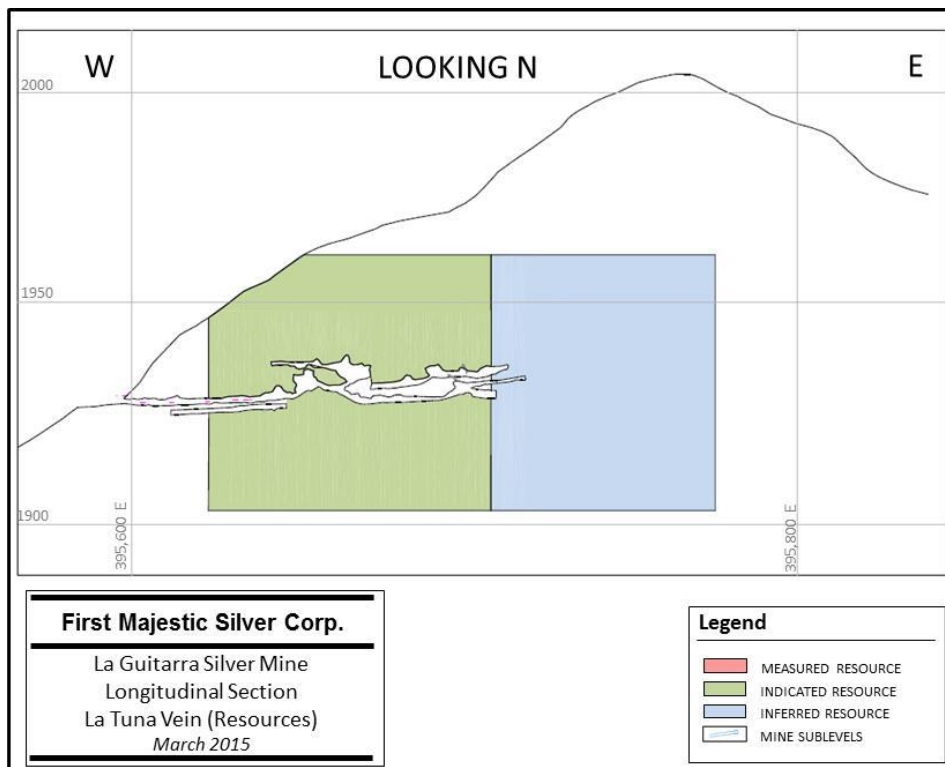 W LOOKING N E
2000
1950
1900
395,600 E
395,800 E
First Majestic Silver Corp.
La Guitarra Silver Mine
Longitudinal Section
La Tuna Vein (Resources)
March 2015
Legend
MEASURED RESOURCE
INDICATED RESOURCE
INFERRED RESOURCE
MINE SUBLEVELS